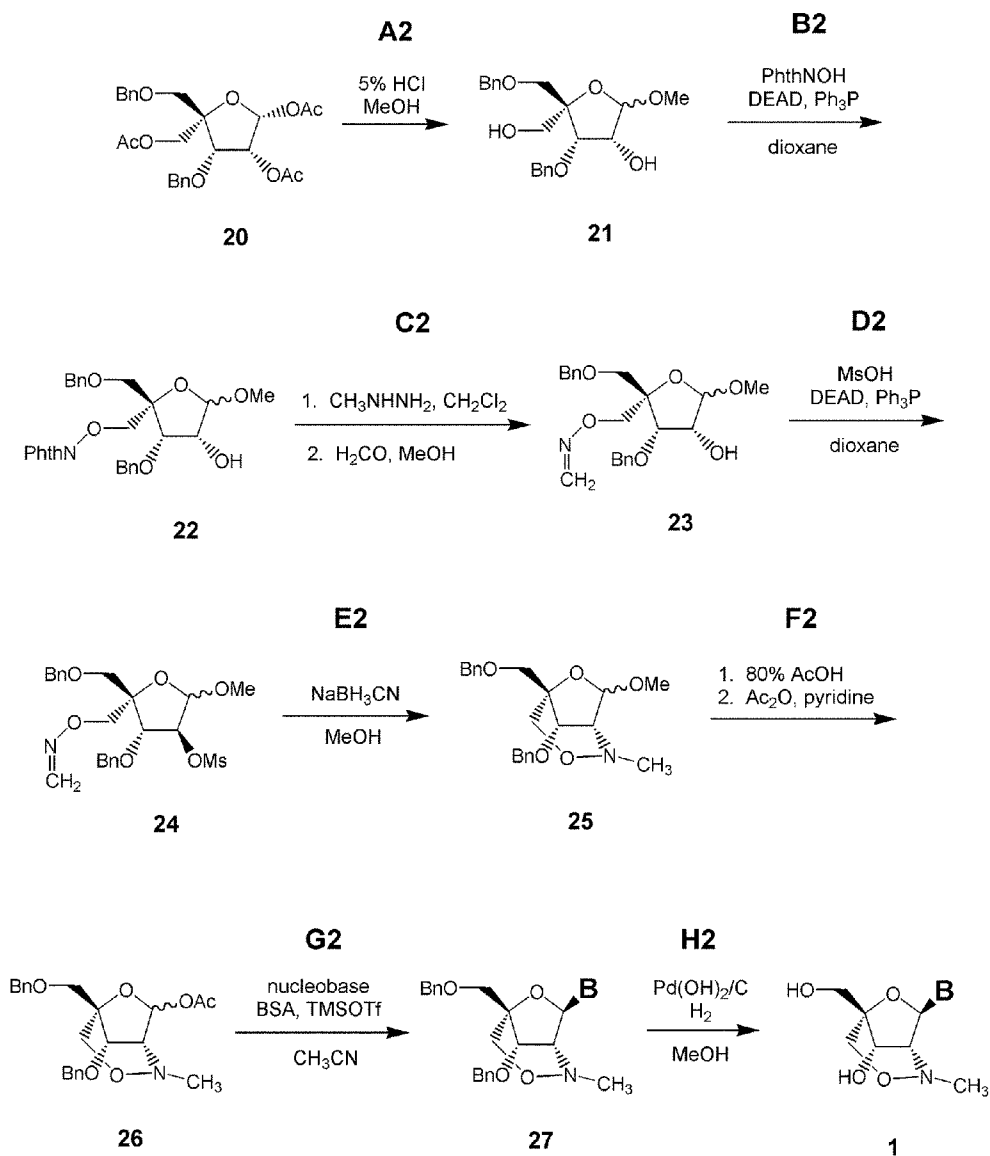 A2
B2
5% HCl
MeOH
PhthNOH
DEAD, Ph3P
dioxane
BnO
O
OAc
AcO
BnO
OAc
20
BnO
O
OMe
HO
BnO
OH
21
C2
D2
BnO
O
OMe
O
PhthN
BnO
OH
22
1. CH3NHNH2, CH2Cl2
2. H2CO, MeOH
BnO
O
OMe
O
N
CH2
BnO
OH
23
MsOH
DEAD, Ph3P
dioxane
E2
F2
BnO
O
OMe
O
N
CH2
BnO
OMs
24
NaBH3CN
MeOH
BnO
O
OMe
BnO
O
N
CH3
25
1. 80% AcOH
2. Ac2O, pyridine
G2
H2
BnO
O
OAc
BnO
O
N
CH3
26
nucleobase
BSA, TMSOTf
CH3CN
BnO
O
B
BnO
O
N
CH3
27
Pd(OH)2/C
H2
MeOH
HO
O
B
HO
O
N
CH3
1